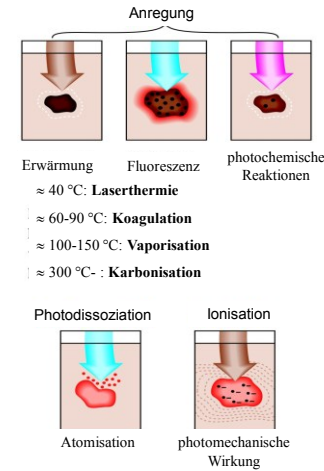 Anregung
Erwärmung
Fluoreszenz
photochemische
Reaktionen
≈ 40 °C: Laserthermie
≈ 60-90 °C: Koagulation
≈ 100-150 °C: Vaporisation
≈ 300 °C- : Karbonisation
Photodissoziation
Ionisation
Atomisation
photomechanische
Wirkung